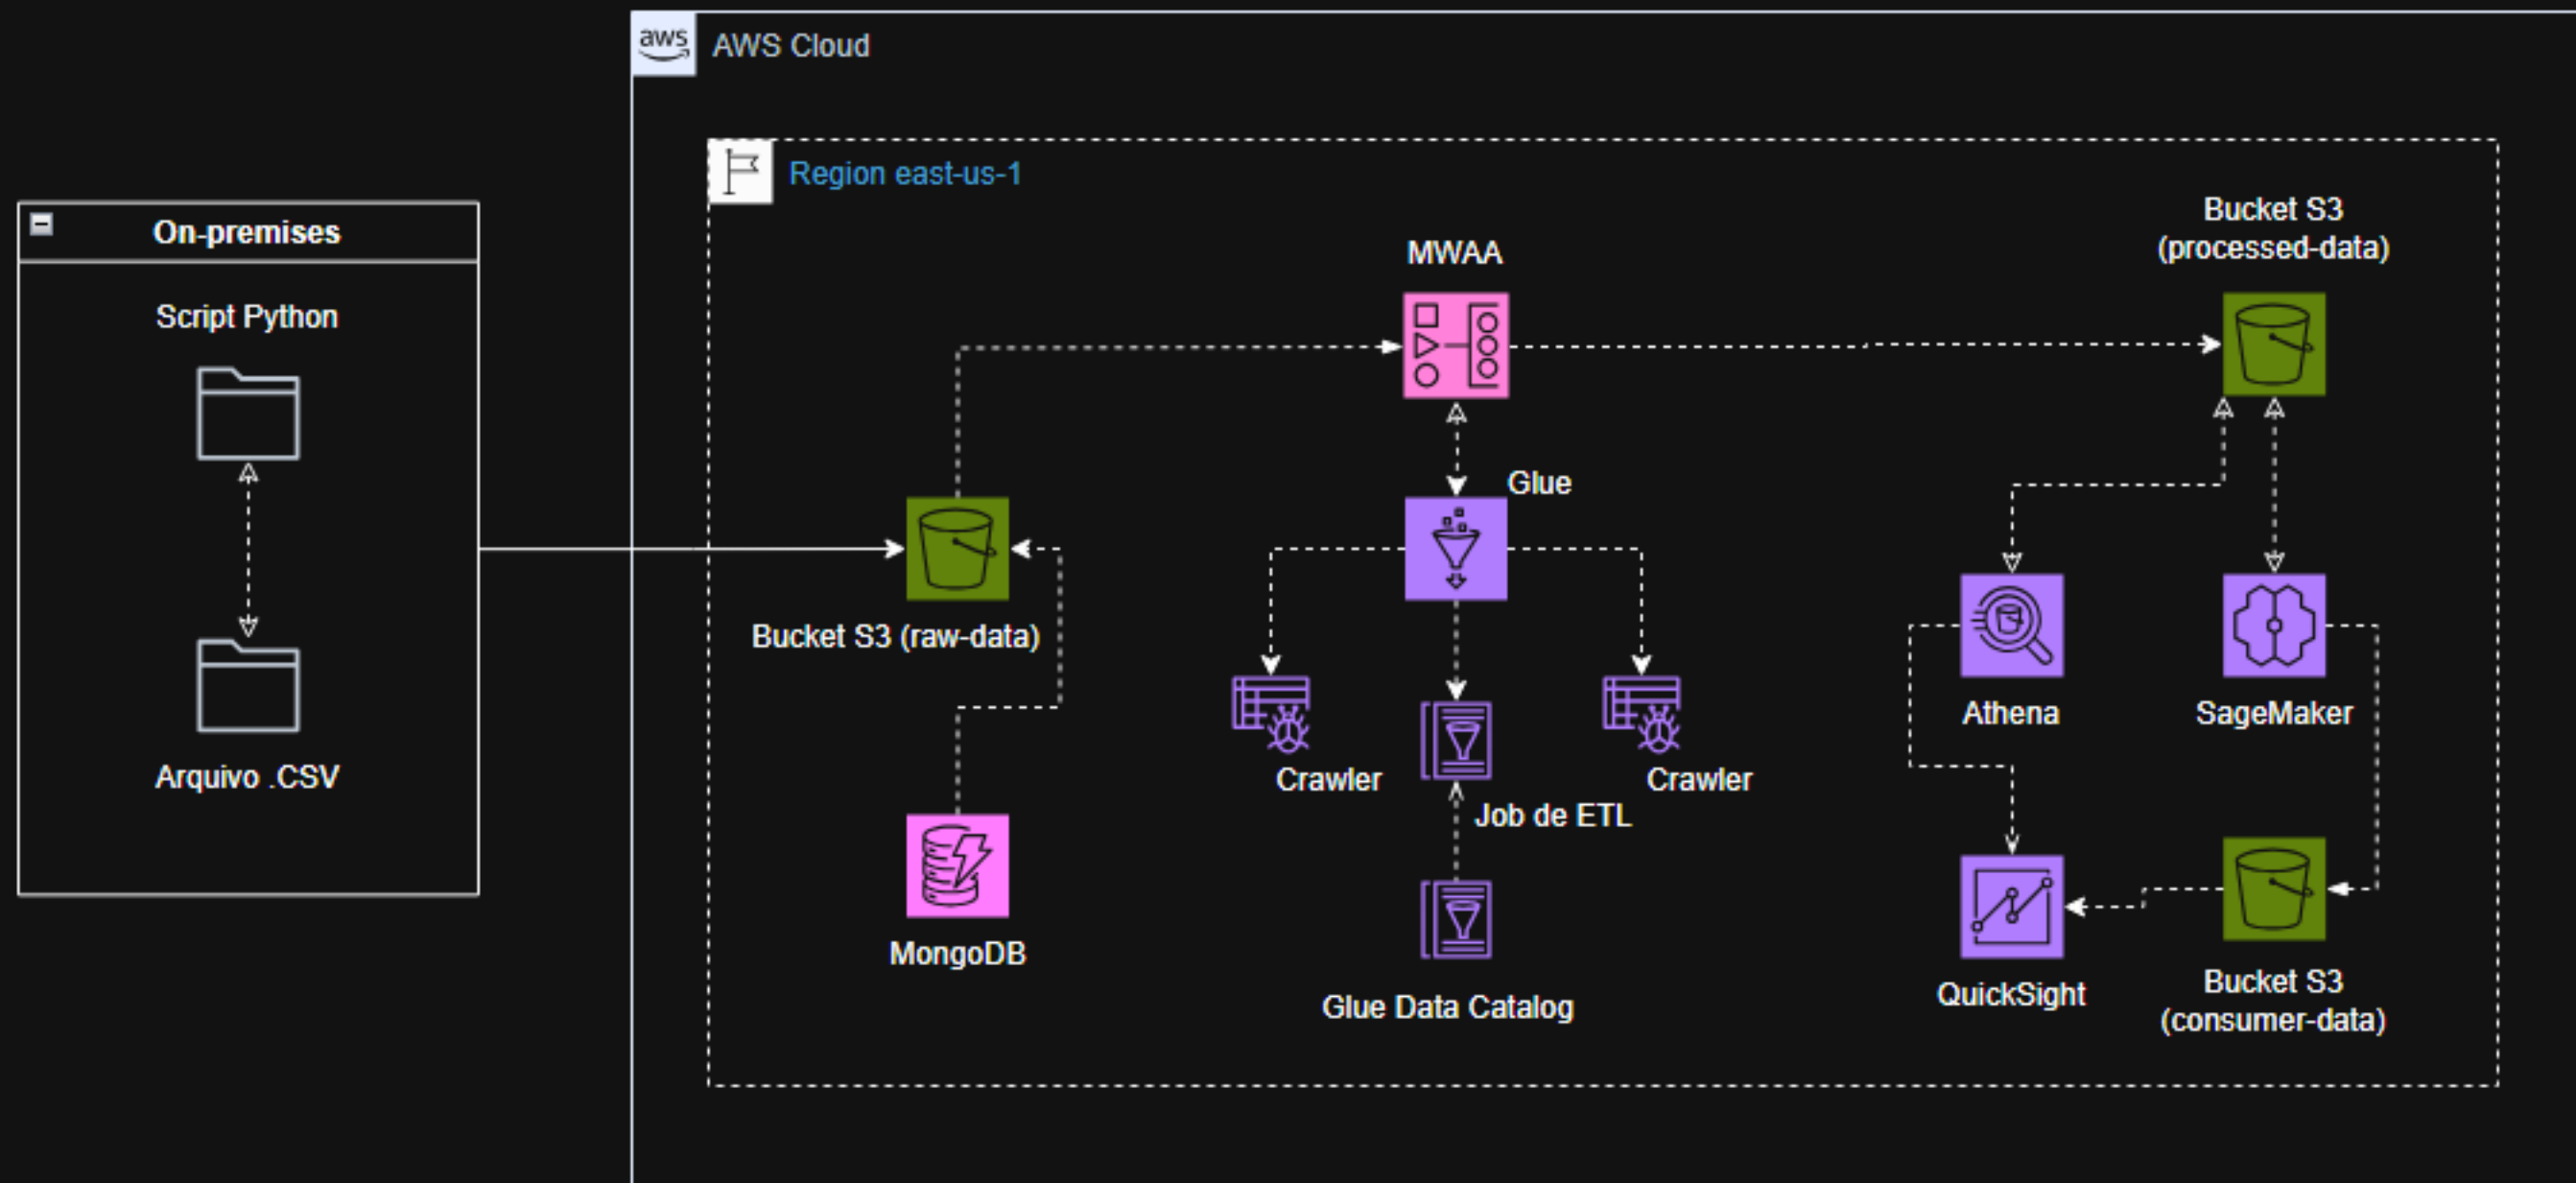 aws
AWS Cloud
Region east-us-1
On-premises
Script Python
Arquivo .CSV
Bucket S3 (raw-data)
MongoDB
MWAA
Glue
Crawler
Job de ETL
Crawler
Glue Data Catalog
Bucket S3
(processed-data)
Athena
SageMaker
QuickSight
Bucket S3
(consumer-data)